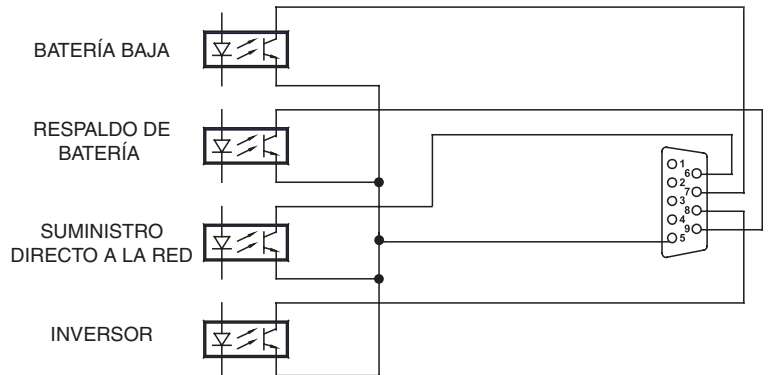 BATERÍA BAJA
RESPALDO DE
BATERÍA
SUMINISTRO
DIRECTO A LA RED
INVERSOR
1
6
2
7
3
8
4
9
5